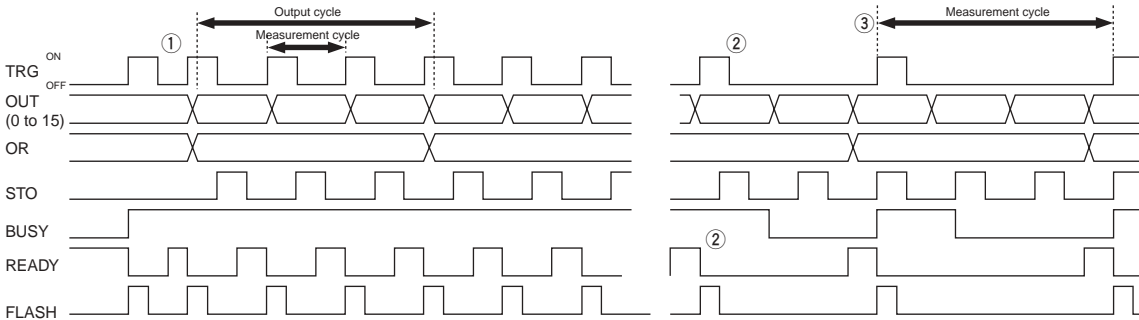 Output cycle
Measurement cycle
③
Measurement cycle
①
②
TRG ON
OFF
OUT
(0 to 15)
OR
STO
BUSY
②
READY
FLASH